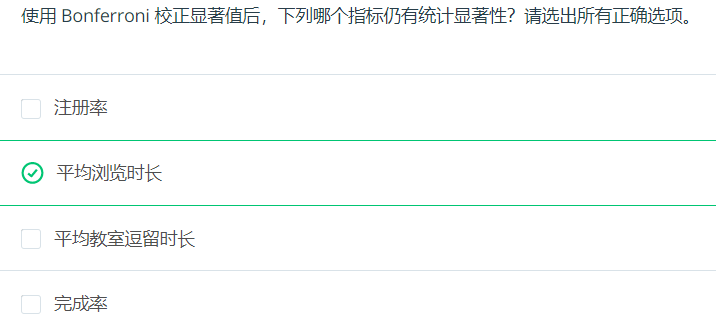 使用 Bonferroni 校正显著值后，下列哪个指标仍有统计显著性？请选出所有正确选项。
注册率
平均浏览时长
平均教室逗留时长
完成率